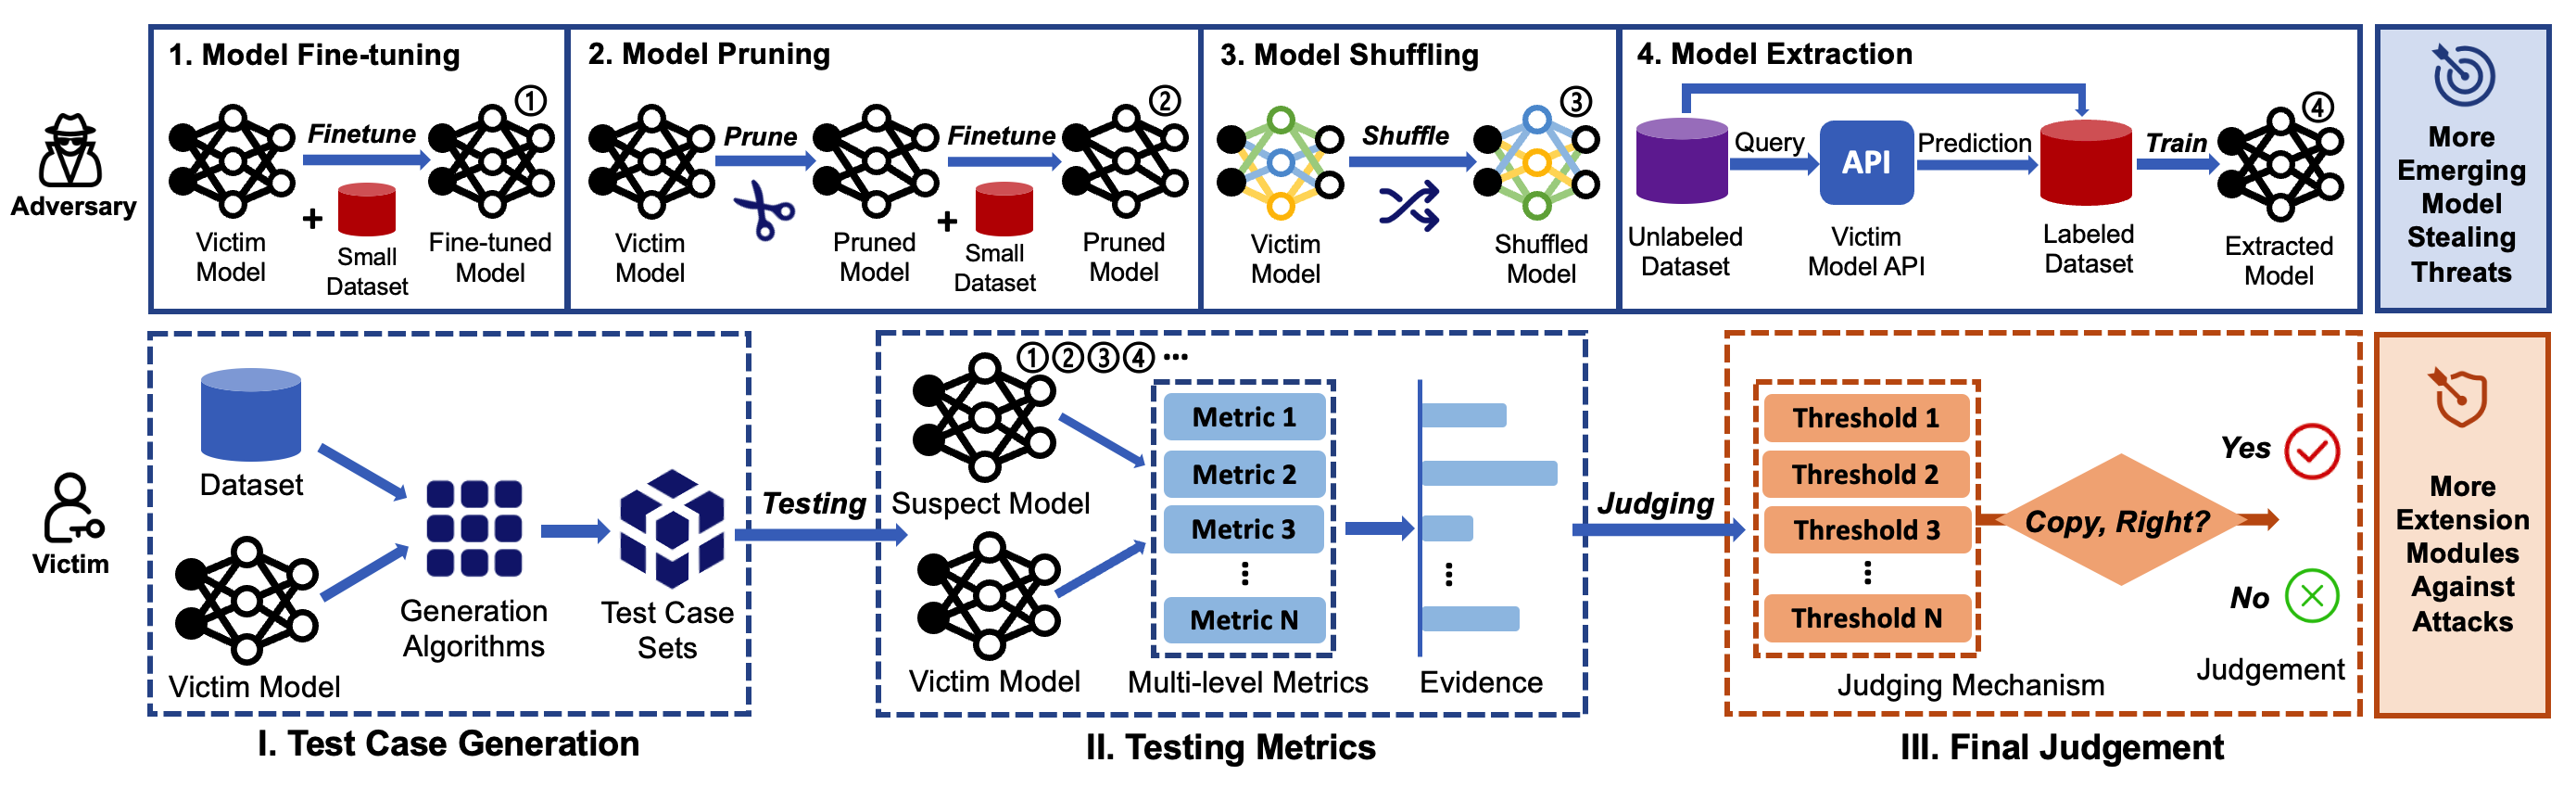 1. Model Fine-tuning
①
Finetune
+
Victim
Model
Small
Dataset
Fine-tuned
Model
2. Model Pruning
②
Prune
Finetune
+
Victim
Model
Pruned
Model
Small
Dataset
Pruned
Model
3. Model Shuffling
③
Shuffle
Victim
Model
Shuffled
Model
4. Model Extraction
④
Query
API
Prediction
Train
Unlabeled
Dataset
Victim
Model API
Labeled
Dataset
Extracted
Model
More
Emerging
Model
Stealing
Threats
Adversary
Victim
Dataset
Victim Model
Generation
Algorithms
Test Case
Sets
I. Test Case Generation
Testing
① ② ③ ④ ...
Suspect Model
Victim Model
Metric 1
Metric 2
Metric 3
⋮
Metric N
Multi-level Metrics
⋮
Evidence
II. Testing Metrics
Judging
Threshold 1
Threshold 2
Threshold 3
⋮
Threshold N
Judging Mechanism
Copy, Right?
Yes
No
Judgement
III. Final Judgement
More
Extension
Modules
Against
Attacks